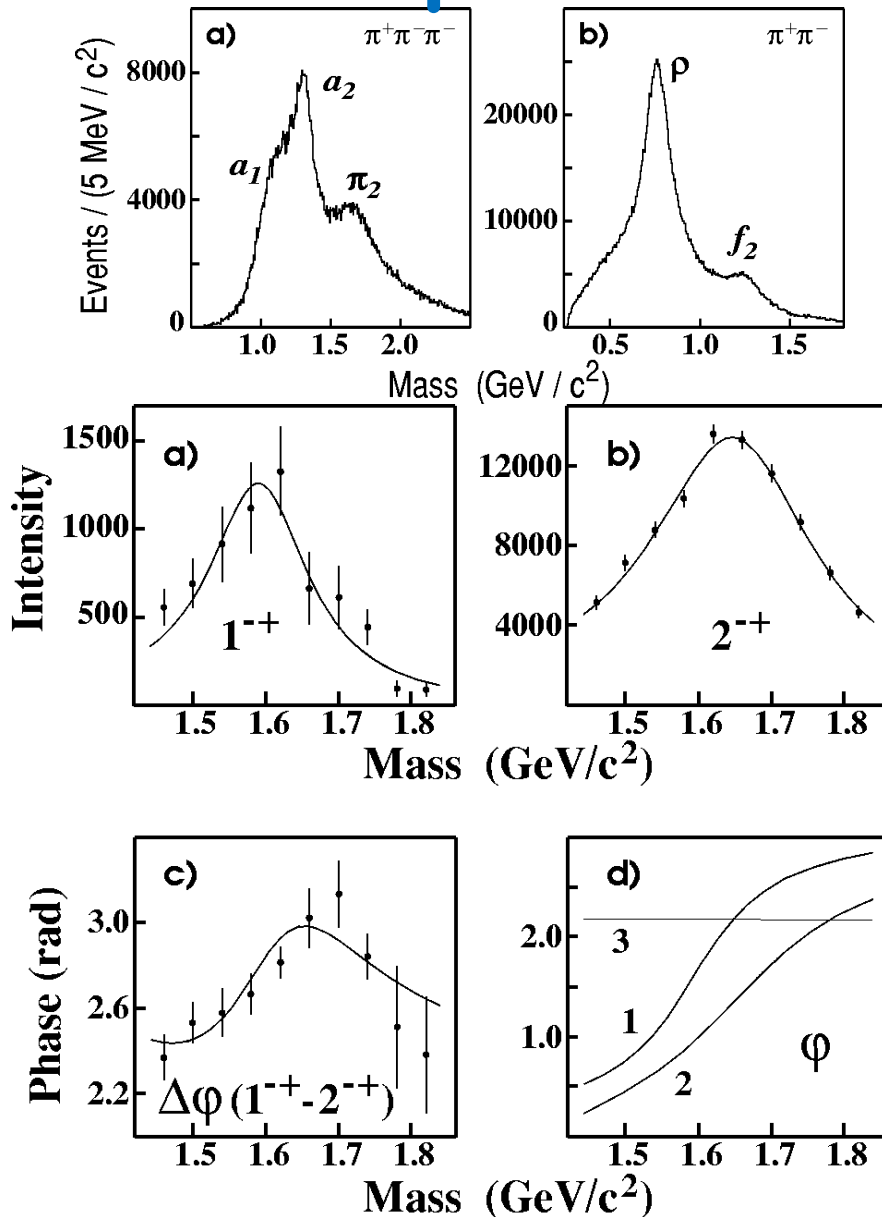 a) π⁺π⁻π⁻
Events / (5 MeV / c²)
8000
4000
0
a₁
a₂
π₂
1.0 1.5 2.0
b) π⁺π⁻
20000
10000
0
ρ
f₂
0.5 1.0 1.5
Mass (GeV / c²)
a)
Intensity
1500
1000
500
1⁻⁺
1.5 1.6 1.7 1.8
b)
12000
8000
4000
2⁻⁺
1.5 1.6 1.7 1.8
Mass (GeV/c²)
c)
Phase (rad)
3.0
2.6
2.2
Δφ (1⁻⁺-2⁻⁺)
1.5 1.6 1.7 1.8
d)
2.0
1.0
3
1
2
φ
1.5 1.6 1.7 1.8
Mass (GeV/c²)